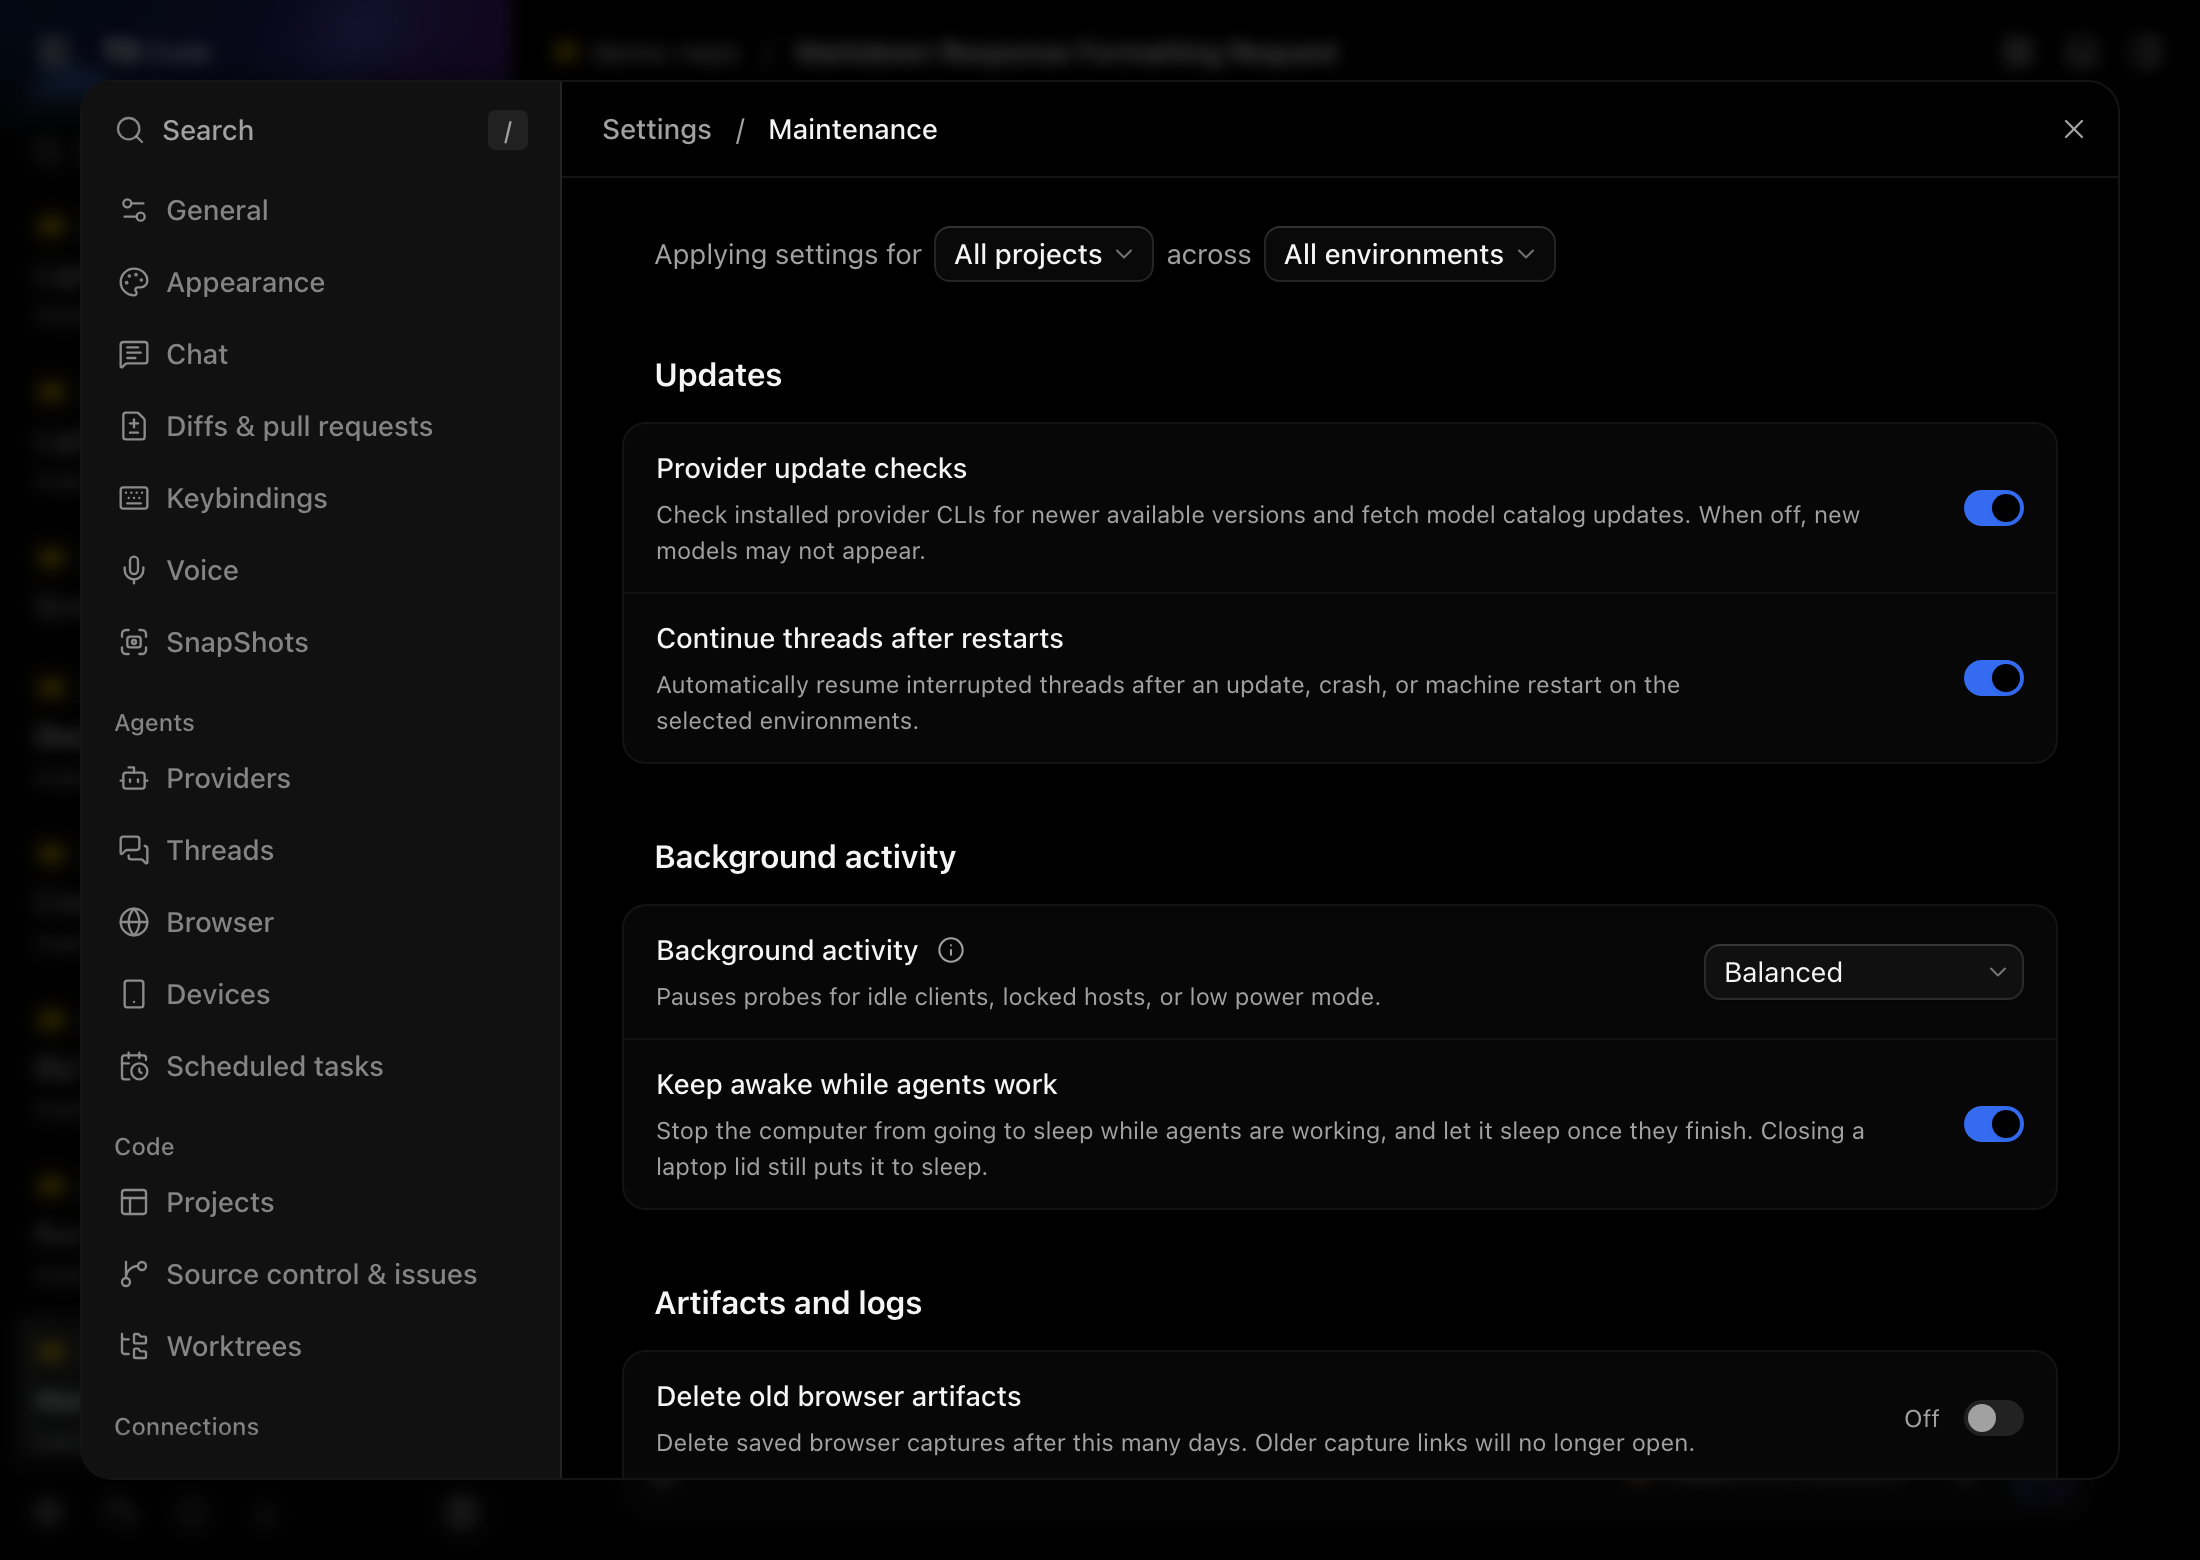 Search
/
General
Appearance
Chat
Diffs & pull requests
Keybindings
Voice
SnapShots
Agents
Providers
Threads
Browser
Devices
Scheduled tasks
Code
Projects
Source control & issues
Worktrees
Connections
Settings / Maintenance
Applying settings for All projects across All environments
Updates
Provider update checks
Check installed provider CLIs for newer available versions and fetch model catalog updates. When off, new
models may not appear.
Continue threads after restarts
Automatically resume interrupted threads after an update, crash, or machine restart on the
selected environments.
Background activity
Background activity
Pauses probes for idle clients, locked hosts, or low power mode.
Balanced
Keep awake while agents work
Stop the computer from going to sleep while agents are working, and let it sleep once they finish. Closing a
laptop lid still puts it to sleep.
Artifacts and logs
Delete old browser artifacts
Delete saved browser captures after this many days. Older capture links will no longer open.
Off